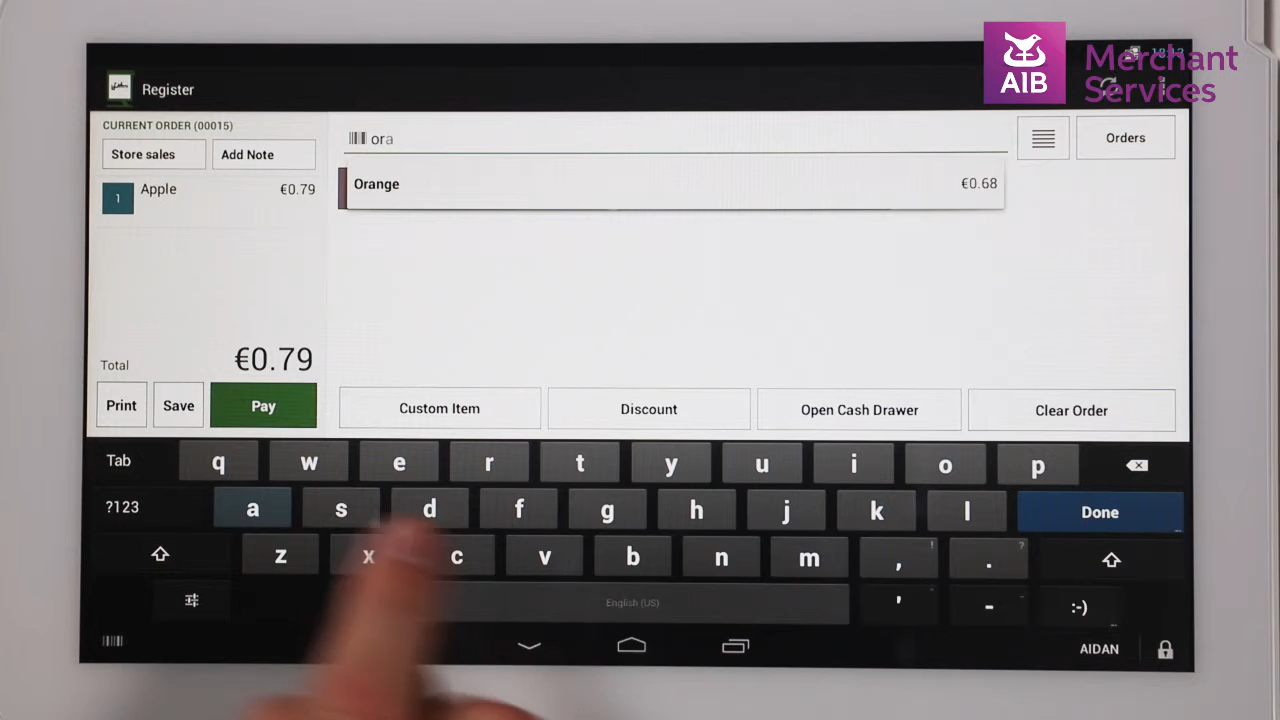 AIB
Merchant
Services
Register
CURRENT ORDER (00015)
Store sales
Add Note
1
Apple
€0.79
Total
€0.79
Print
Save
Pay
ora
Orders
Orange
€0.68
Custom Item
Discount
Open Cash Drawer
Clear Order
Tab
q w e r t y u i o p
?123
a s d f g h j k l
Done
z x c v b n m , ! . ?
English (US)
' - :-)
AIDAN